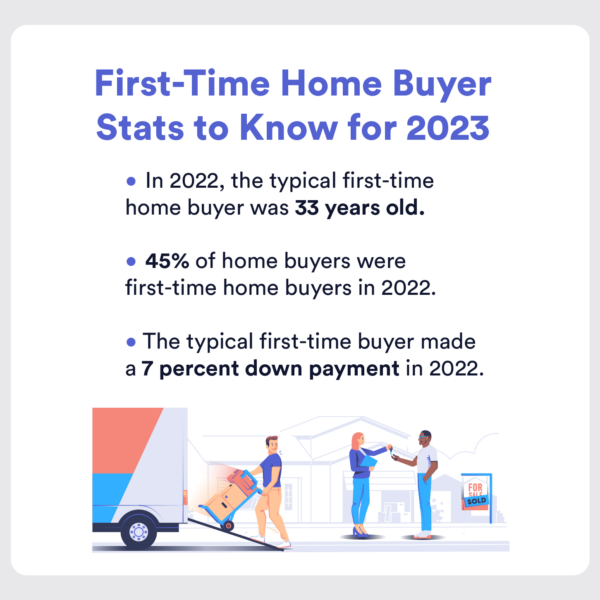 First-Time Home Buyer
Stats to Know for 2023
• In 2022, the typical first-time
home buyer was 33 years old.
• 45% of home buyers were
first-time home buyers in 2022.
• The typical first-time buyer made
a 7 percent down payment in 2022.
FOR
SALE
SOLD